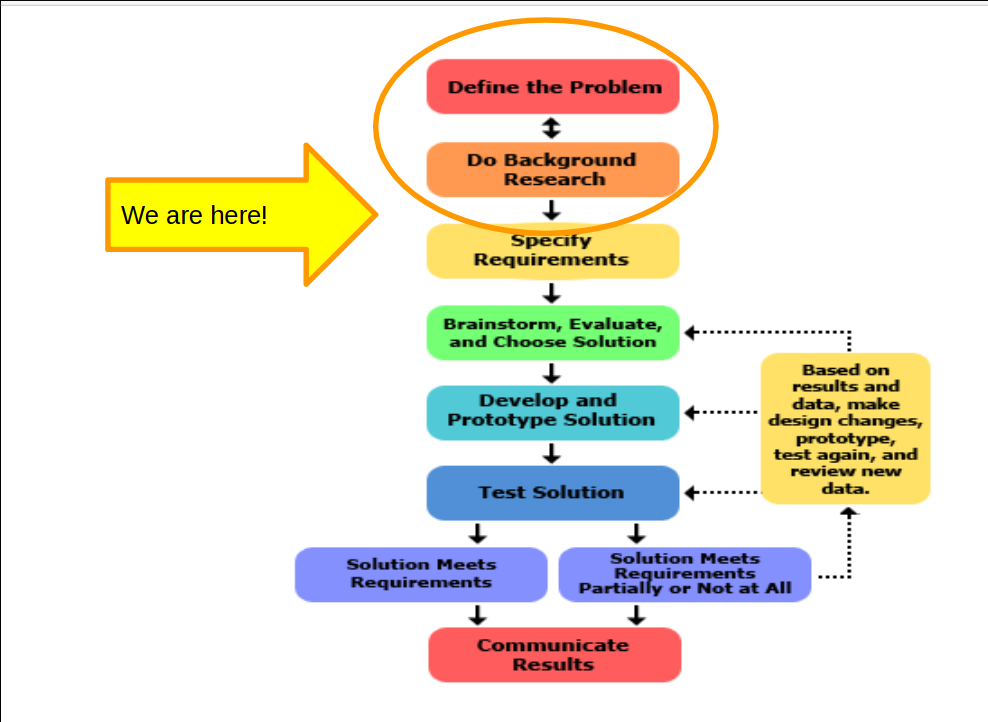 Define the Problem
Do Background
Research
We are here!
Specify
Requirements
Brainstorm, Evaluate,
and Choose Solution
Based on
results and
data, make
design changes,
prototype,
test again, and
review new
data.
Develop and
Prototype Solution
Test Solution
Solution Meets
Requirements
Solution Meets
Requirements
Partially or Not at All
Communicate
Results